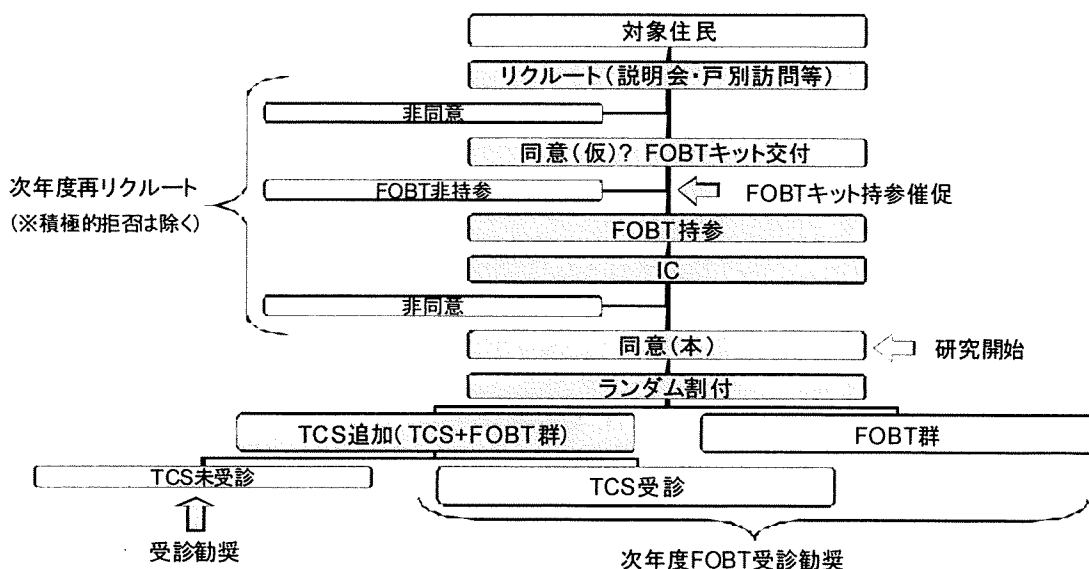 対象住民
リクルート(説明会・戸別訪問等)
非同意
同意(仮)? FOBTキット交付
次年度再リクルート
(※積極的拒否は除く)
FOBT非持参
FOBTキット持参催促
FOBT持参
IC
非同意
同意(本)
研究開始
ランダム割付
TCS追加(TCS+FOBT群)
FOBT群
TCS未受診
TCS受診
受診勧奨
次年度FOBT受診勧奨